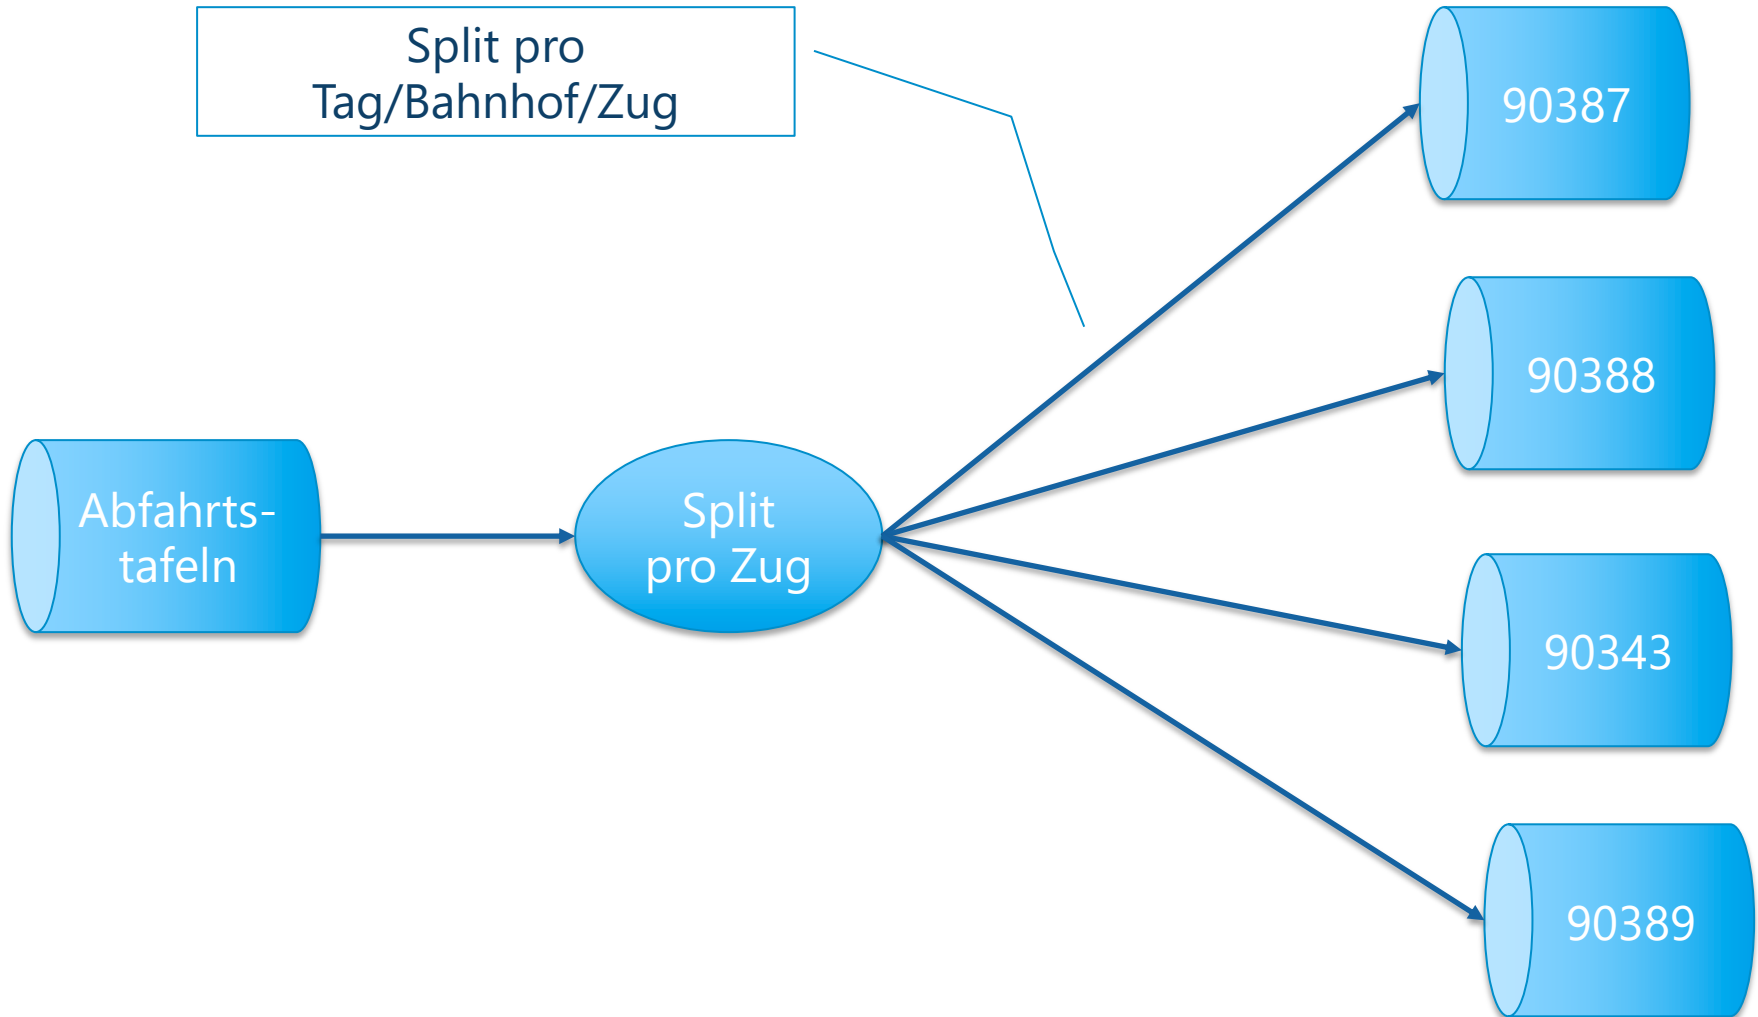 Split pro
Tag/Bahnhof/Zug
90387
90388
Abfahrts-
tafeln
Split
pro Zug
90343
90389